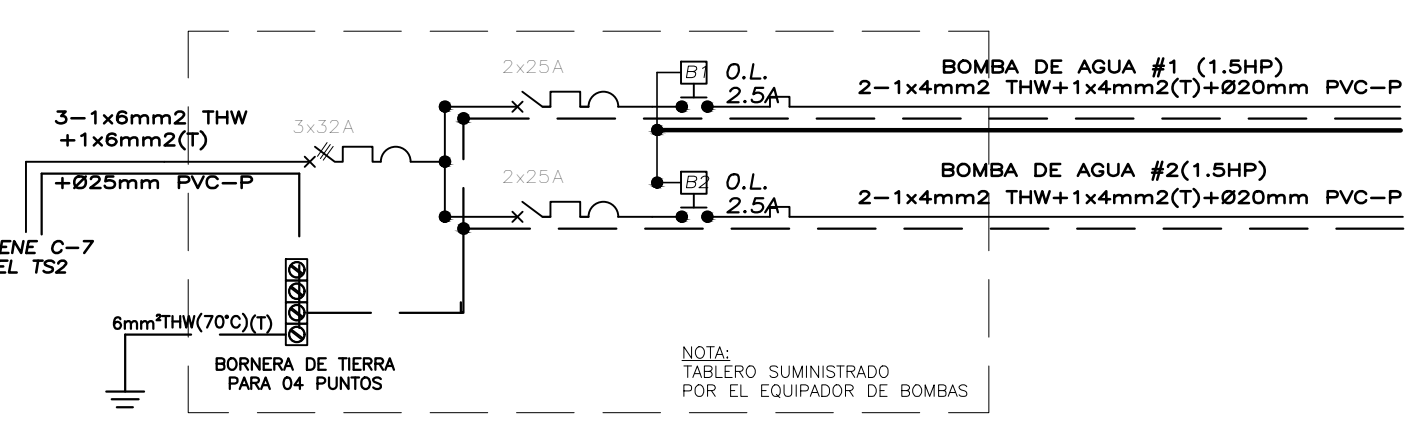 3-1x6mm2 THW
+1x6mm2(T)
+Ø25mm PVC-P
ENE C-7
EL TS2
3x32A
2x25A
B1 O.L.
2.5A
BOMBA DE AGUA #1 (1.5HP)
2-1x4mm2 THW+1x4mm2(T)+Ø20mm PVC-P
2x25A
B2 O.L.
2.5A
BOMBA DE AGUA #2(1.5HP)
2-1x4mm2 THW+1x4mm2(T)+Ø20mm PVC-P
6mm²THW(70°C)(T)
BORNERA DE TIERRA
PARA 04 PUNTOS
NOTA:
TABLERO SUMINISTRADO
POR EL EQUIPADOR DE BOMBAS